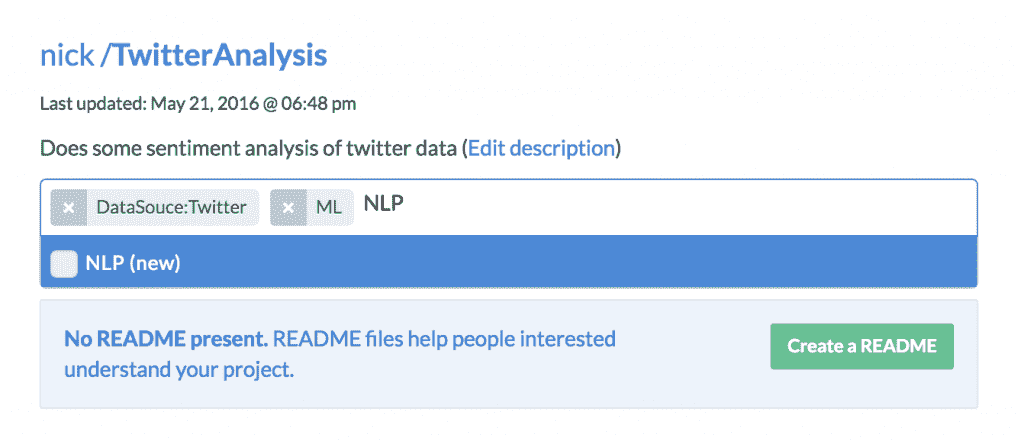 nick /TwitterAnalysis
Last updated: May 21, 2016 @ 06:48 pm
Does some sentiment analysis of twitter data (Edit description)
× DataSouce:Twitter × ML NLP
NLP (new)
No README present. README files help people interested
understand your project.
Create a README